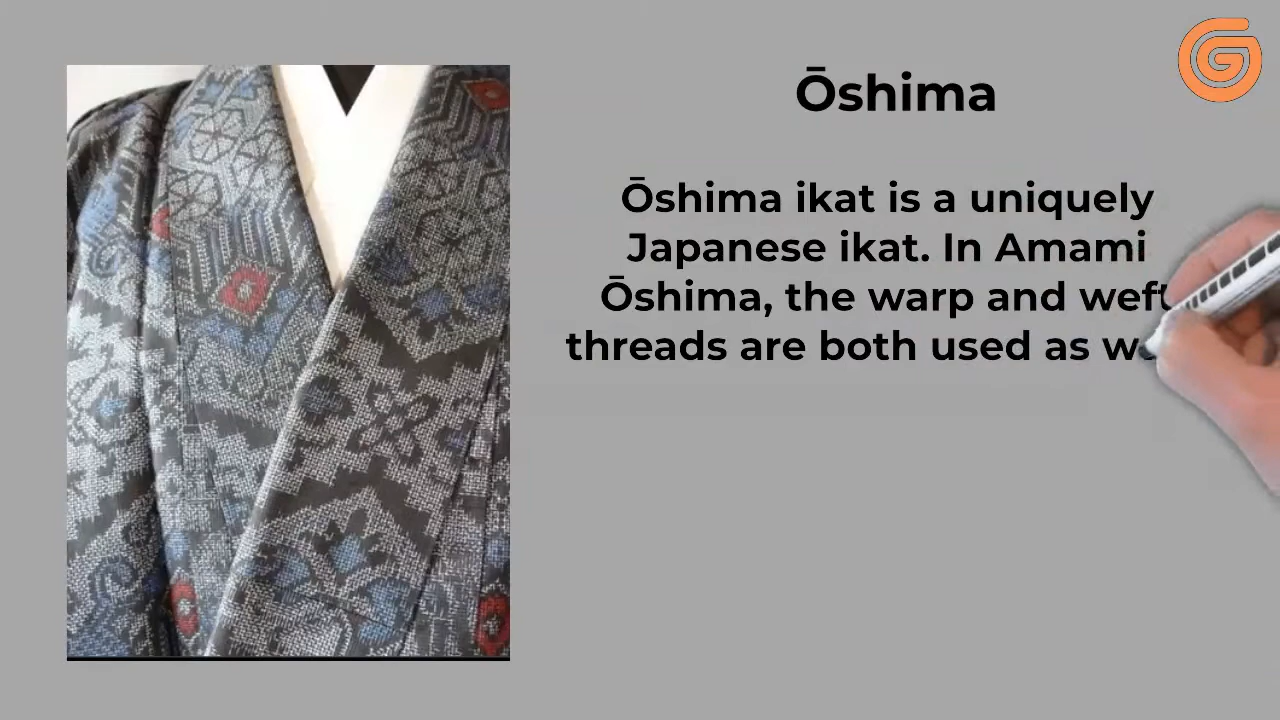 Ōshima
Ōshima ikat is a uniquely
Japanese ikat. In Amami
Ōshima, the warp and weft
threads are both used as